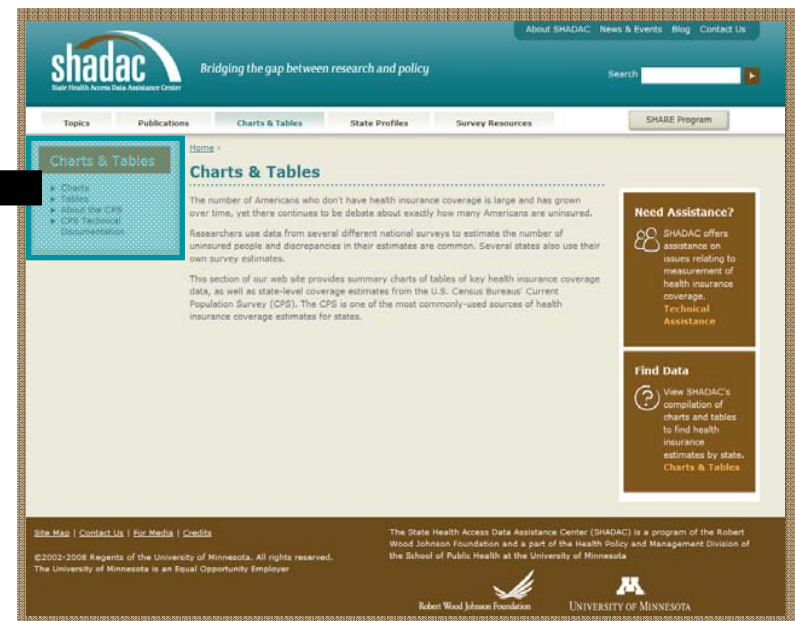 About SHADAC News & Events Blog Contact Us
shadac
State Health Access Data Assistance Center
Bridging the gap between research and policy
Search
Topics Publications Charts & Tables State Profiles Survey Resources SHARE Program
Charts & Tables
Charts
Tables
About the CPS
CPS Technical
Documentation
Home ›
Charts & Tables
The number of Americans who don't have health insurance coverage is large and has grown
over time, yet there continues to be debate about exactly how many Americans are uninsured.
Researchers use data from several different national surveys to estimate the number of
uninsured people and discrepancies in their estimates are common. Several states also use their
own survey estimates.
This section of our web site provides summary charts of tables of key health insurance coverage
data, as well as state-level coverage estimates from the U.S. Census Bureaus' Current
Population Survey (CPS). The CPS is one of the most commonly-used sources of health
insurance coverage estimates for states.
Need Assistance?
SHADAC offers
assistance on
issues relating to
measurement of
health insurance
coverage.
Technical
Assistance
Find Data
View SHADAC's
compilation of
charts and tables
to find health
insurance
estimates by state.
Charts & Tables
Site Map | Contact Us | For Media | Credits
©2002-2008 Regents of the University of Minnesota. All rights reserved.
The University of Minnesota is an Equal Opportunity Employer
The State Health Access Data Assistance Center (SHADAC) is a program of the Robert
Wood Johnson Foundation and a part of the Health Policy and Management Division of
the School of Public Health at the University of Minnesota
Robert Wood Johnson Foundation
UNIVERSITY OF MINNESOTA